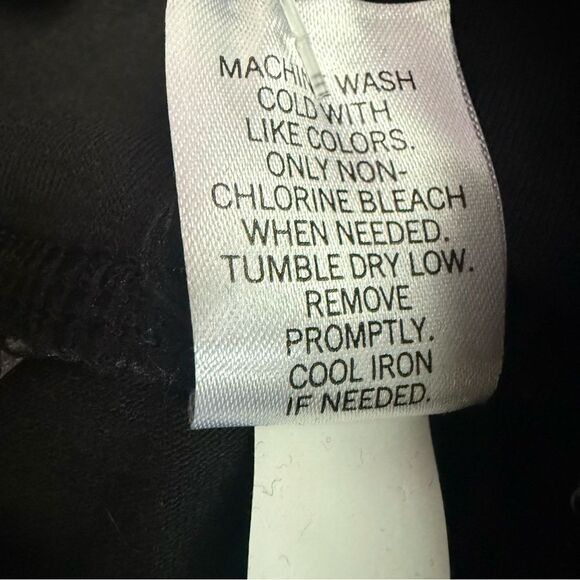 MACHINE WASH
COLD WITH
LIKE COLORS.
ONLY NON-
CHLORINE BLEACH
WHEN NEEDED.
TUMBLE DRY LOW.
REMOVE
PROMPTLY.
COOL IRON
IF NEEDED.